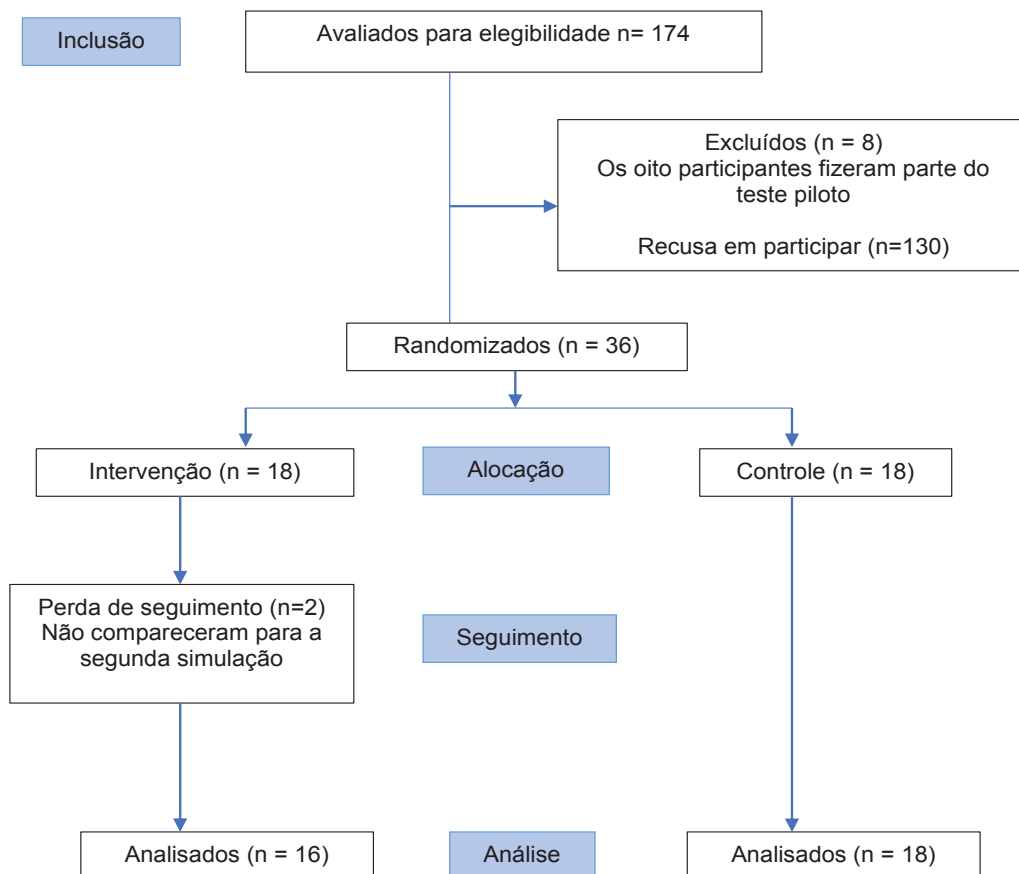 Inclusão
Avaliados para elegibilidade n= 174
Excluídos (n = 8)
Os oito participantes fizeram parte do
teste piloto
Recusa em participar (n=130)
Randomizados (n = 36)
Intervenção (n = 18)
Alocação
Controle (n = 18)
Perda de seguimento (n=2)
Não compareceram para a
segunda simulação
Seguimento
Analisados (n = 16)
Análise
Analisados (n = 18)